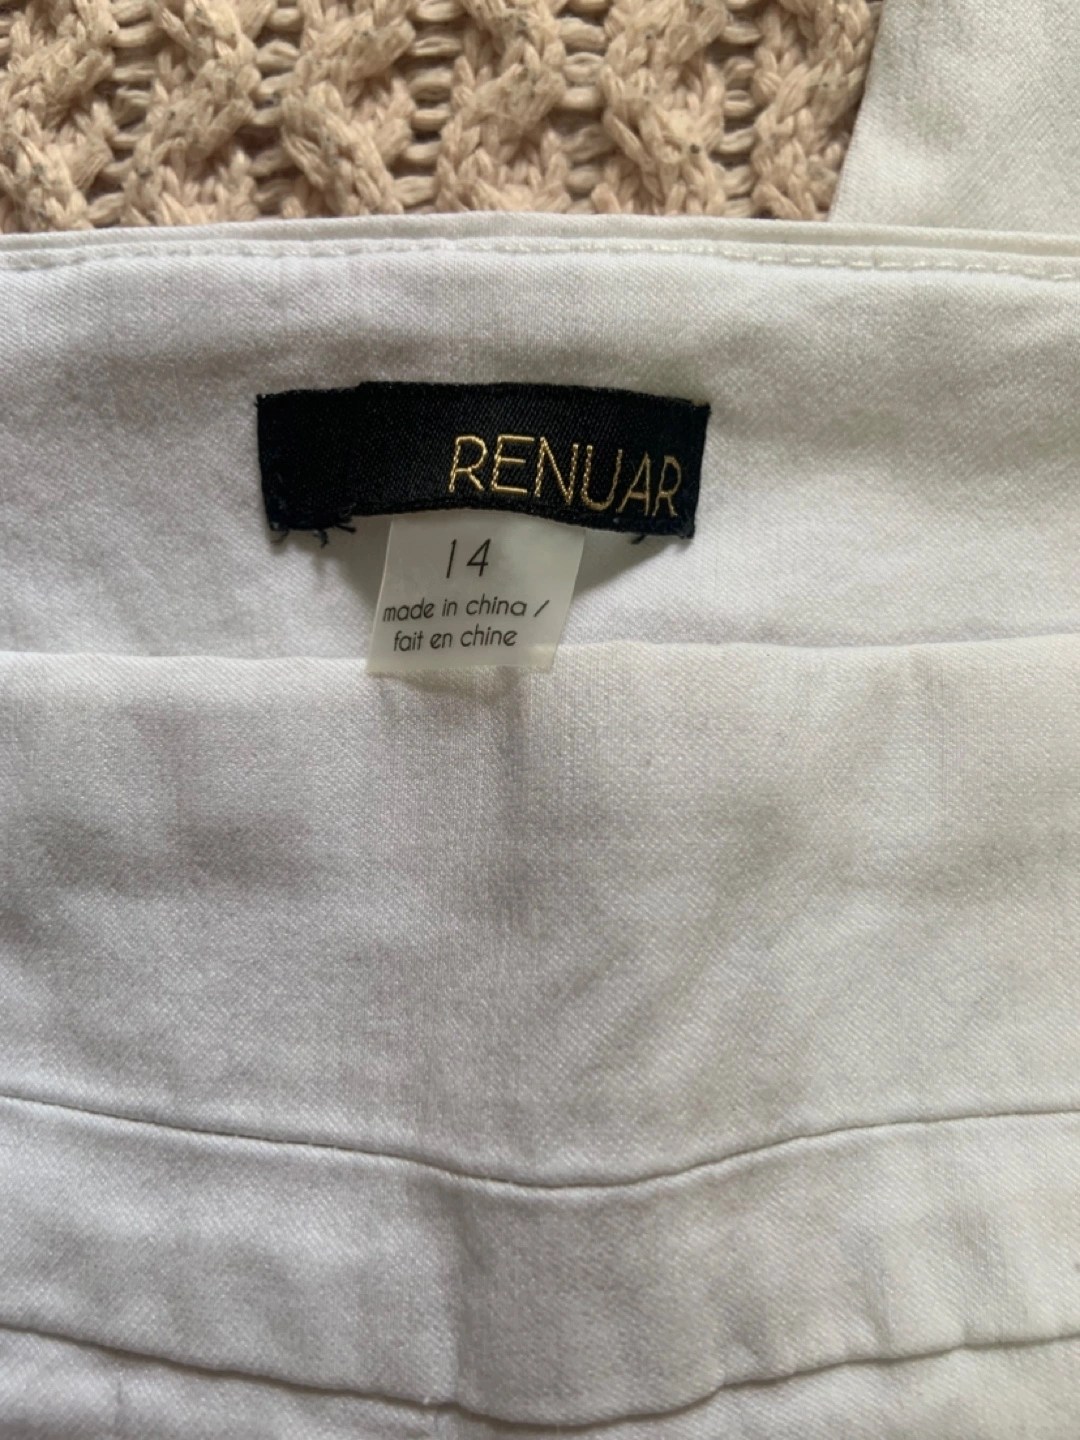 RENUAR
14
made in china /
fait en chine